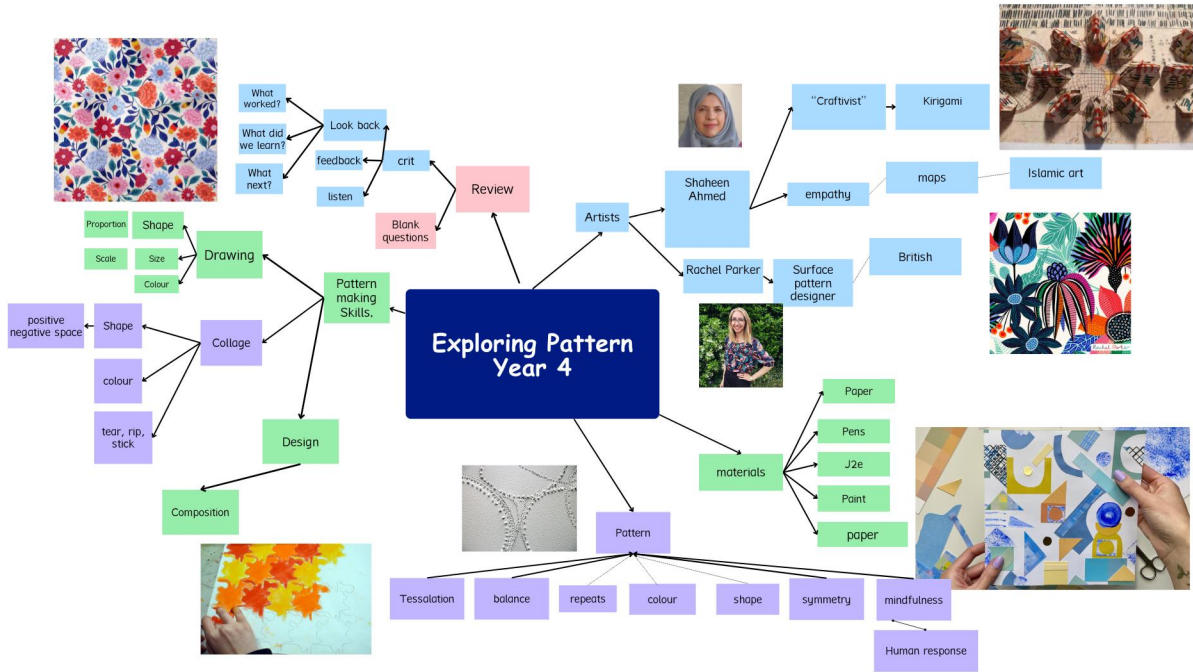 Exploring Pattern
Year 4
Review
crit
Look back
What
worked?
What did
we learn?
What
next?
feedback
listen
Blank
questions
Artists
Shaheen
Ahmed
“Craftivist”
Kirigami
empathy
maps
Islamic art
Rachel Parker
Surface
pattern
designer
British
Rachel Parker
Pattern
making
Skills.
Drawing
Shape
Proportion
Size
Scale
Colour
Collage
Shape
positive
negative space
colour
tear, rip,
stick
Design
Composition
materials
Paper
Pens
J2e
Paint
paper
Pattern
Tessalation
balance
repeats
colour
shape
symmetry
mindfulness
Human response